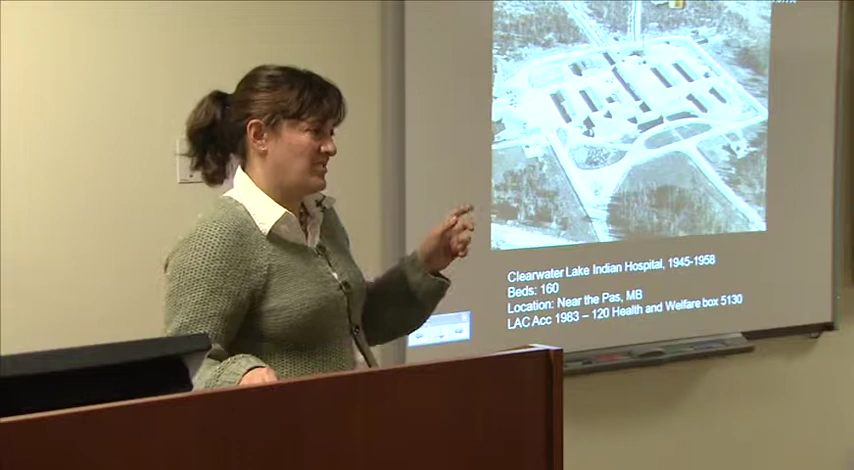 Clearwater Lake Indian Hospital, 1945-1958
Beds: 160
Location: Near the Pas, MB
LAC Acc 1983 – 120 Health and Welfare box 5130